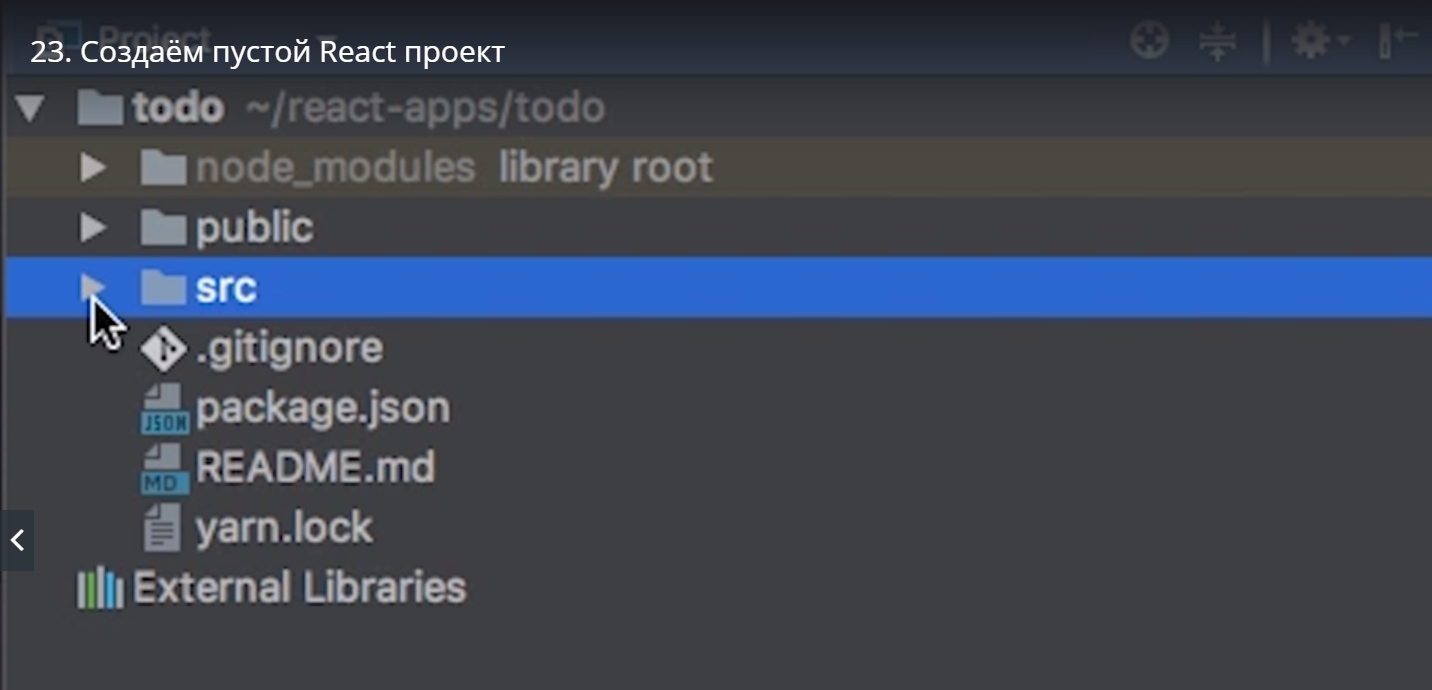 Project
23. Создаём пустой React проект
todo ~/react-apps/todo
node_modules library root
public
src
.gitignore
JSON package.json
MD README.md
yarn.lock
External Libraries